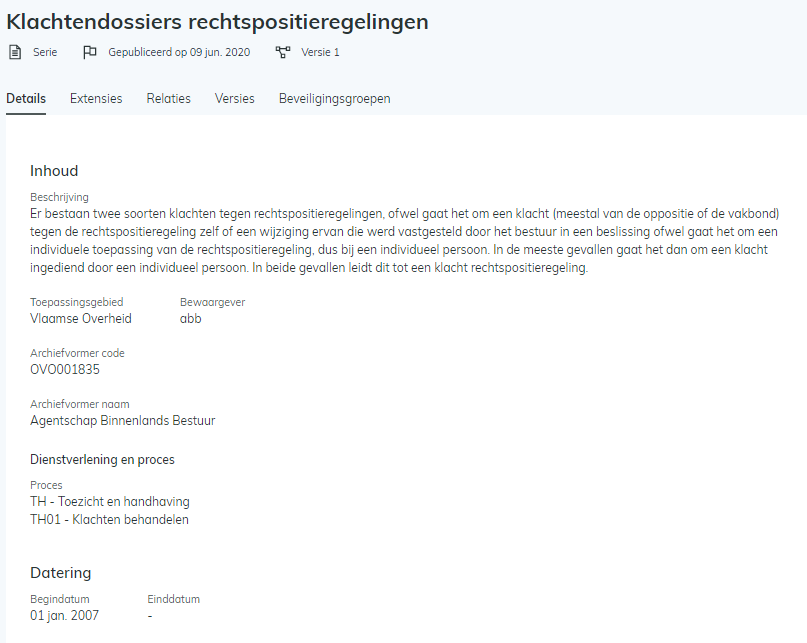 Klachtendossiers rechtspositieregelingen
Serie Gepubliceerd op 09 jun. 2020 Versie 1
Details Extensies Relaties Versies Beveiligingsgroepen
Inhoud
Beschrijving
Er bestaan twee soorten klachten tegen rechtspositieregelingen, ofwel gaat het om een klacht (meestal van de oppositie of de vakbond)
tegen de rechtspositieregeling zelf of een wijziging ervan die werd vastgesteld door het bestuur in een beslissing ofwel gaat het om een
individuele toepassing van de rechtspositieregeling, dus bij een individueel persoon. In de meeste gevallen gaat het dan om een klacht
ingediend door een individueel persoon. In beide gevallen leidt dit tot een klacht rechtspositieregeling.
Toepassingsgebied Bewaargever
Vlaamse Overheid abb
Archiefvormer code
OVO001835
Archiefvormer naam
Agentschap Binnenlands Bestuur
Dienstverlening en proces
Proces
TH - Toezicht en handhaving
TH01 - Klachten behandelen
Datering
Begindatum Einddatum
01 jan. 2007 -